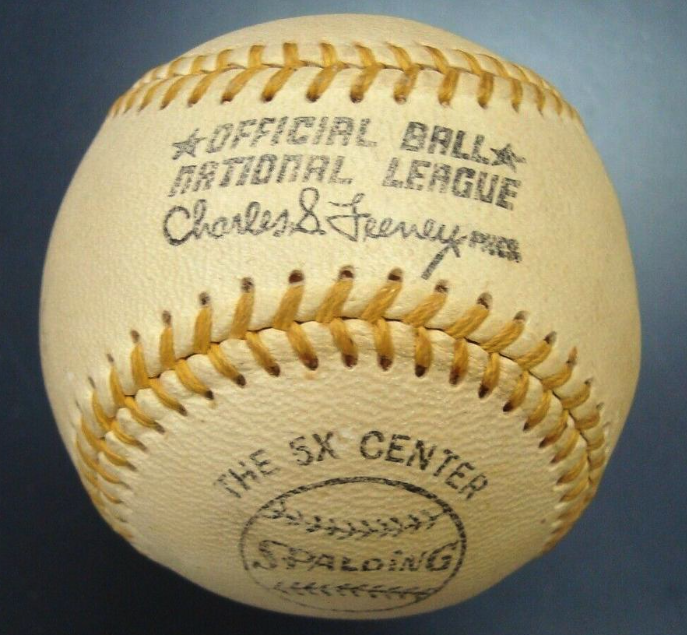 ★OFFICIAL BALL★
NATIONAL LEAGUE
Charles S. Feeney PRES.
THE 5X CENTER
SPALDING